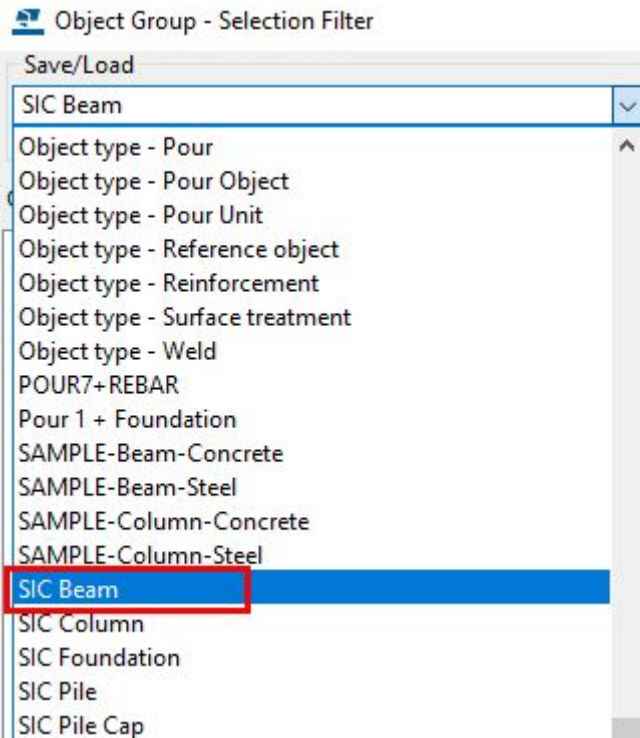 Object Group - Selection Filter
Save/Load
SIC Beam
Object type - Pour
Object type - Pour Object
Object type - Pour Unit
Object type - Reference object
Object type - Reinforcement
Object type - Surface treatment
Object type - Weld
POUR7+REBAR
Pour 1 + Foundation
SAMPLE-Beam-Concrete
SAMPLE-Beam-Steel
SAMPLE-Column-Concrete
SAMPLE-Column-Steel
SIC Beam
SIC Column
SIC Foundation
SIC Pile
SIC Pile Cap